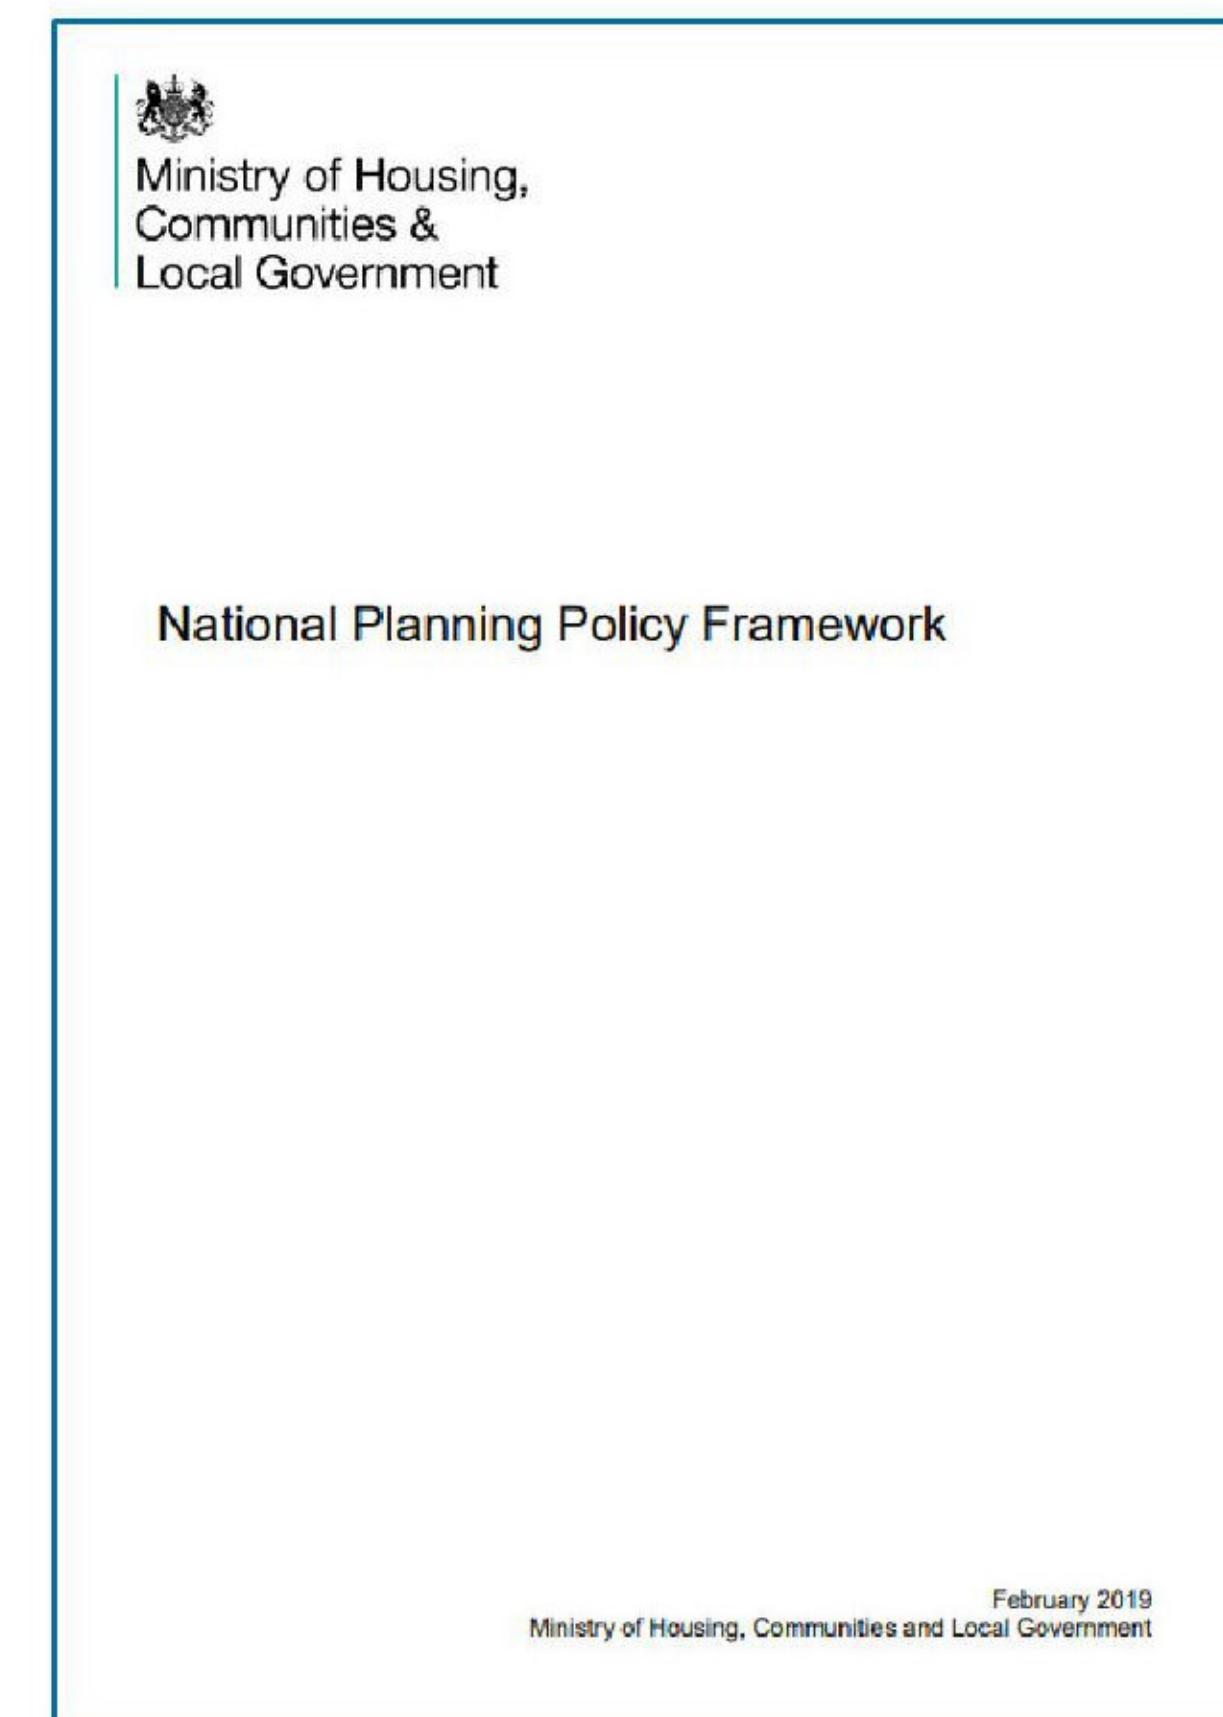 Ministry of Housing,
Communities &
Local Government
National Planning Policy Framework
February 2019
Ministry of Housing, Communities and Local Government